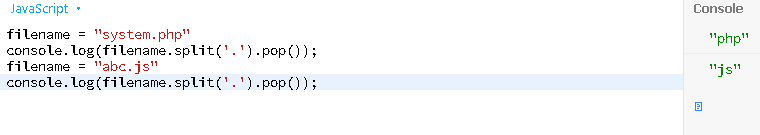 JavaScript
filename = "system.php"
console.log(filename.split('.').pop());
filename = "abc.js"
console.log(filename.split('.').pop());
Console
"php"
"js"